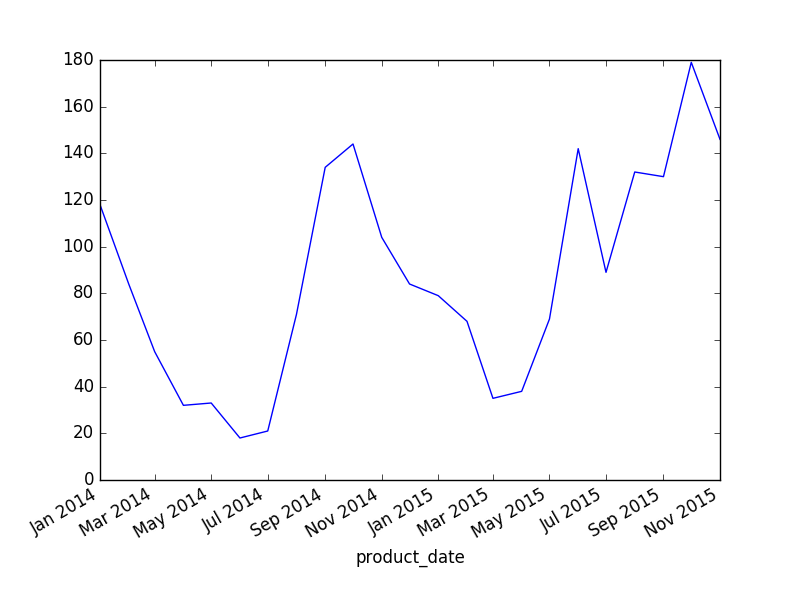 180
160
140
120
100
80
60
40
20
0
Jan 2014
Mar 2014
May 2014
Jul 2014
Sep 2014
Nov 2014
Jan 2015
Mar 2015
May 2015
Jul 2015
Sep 2015
Nov 2015
product_date